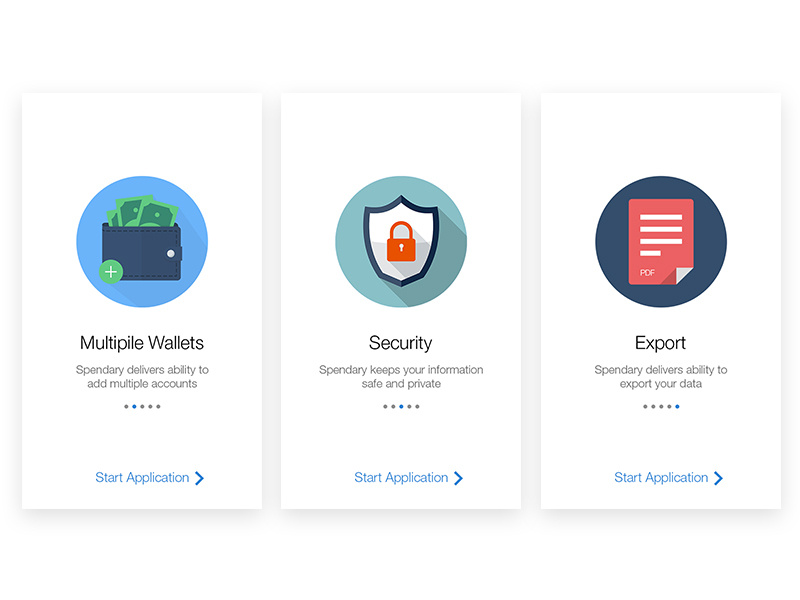 Multipile Wallets
Spendary delivers ability to
add multiple accounts
Start Application
Security
Spendary keeps your information
safe and private
Start Application
PDF
Export
Spendary delivers ability to
export your data
Start Application